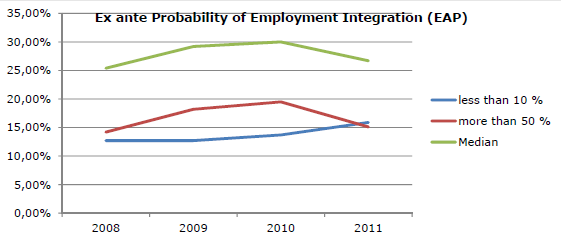 Ex ante Probability of Employment Integration (EAP)
35,00%
30,00%
25,00%
20,00%
15,00%
10,00%
5,00%
0,00%
2008 2009 2010 2011
less than 10 %
more than 50 %
Median